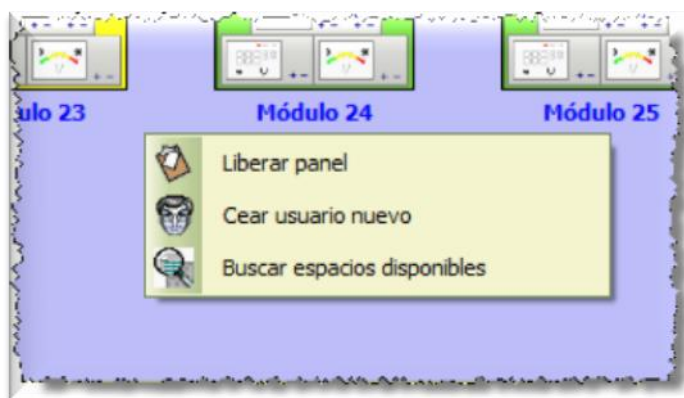 ulo 23 Módulo 24 Módulo 25
Liberar panel
Cear usuario nuevo
Buscar espacios disponibles